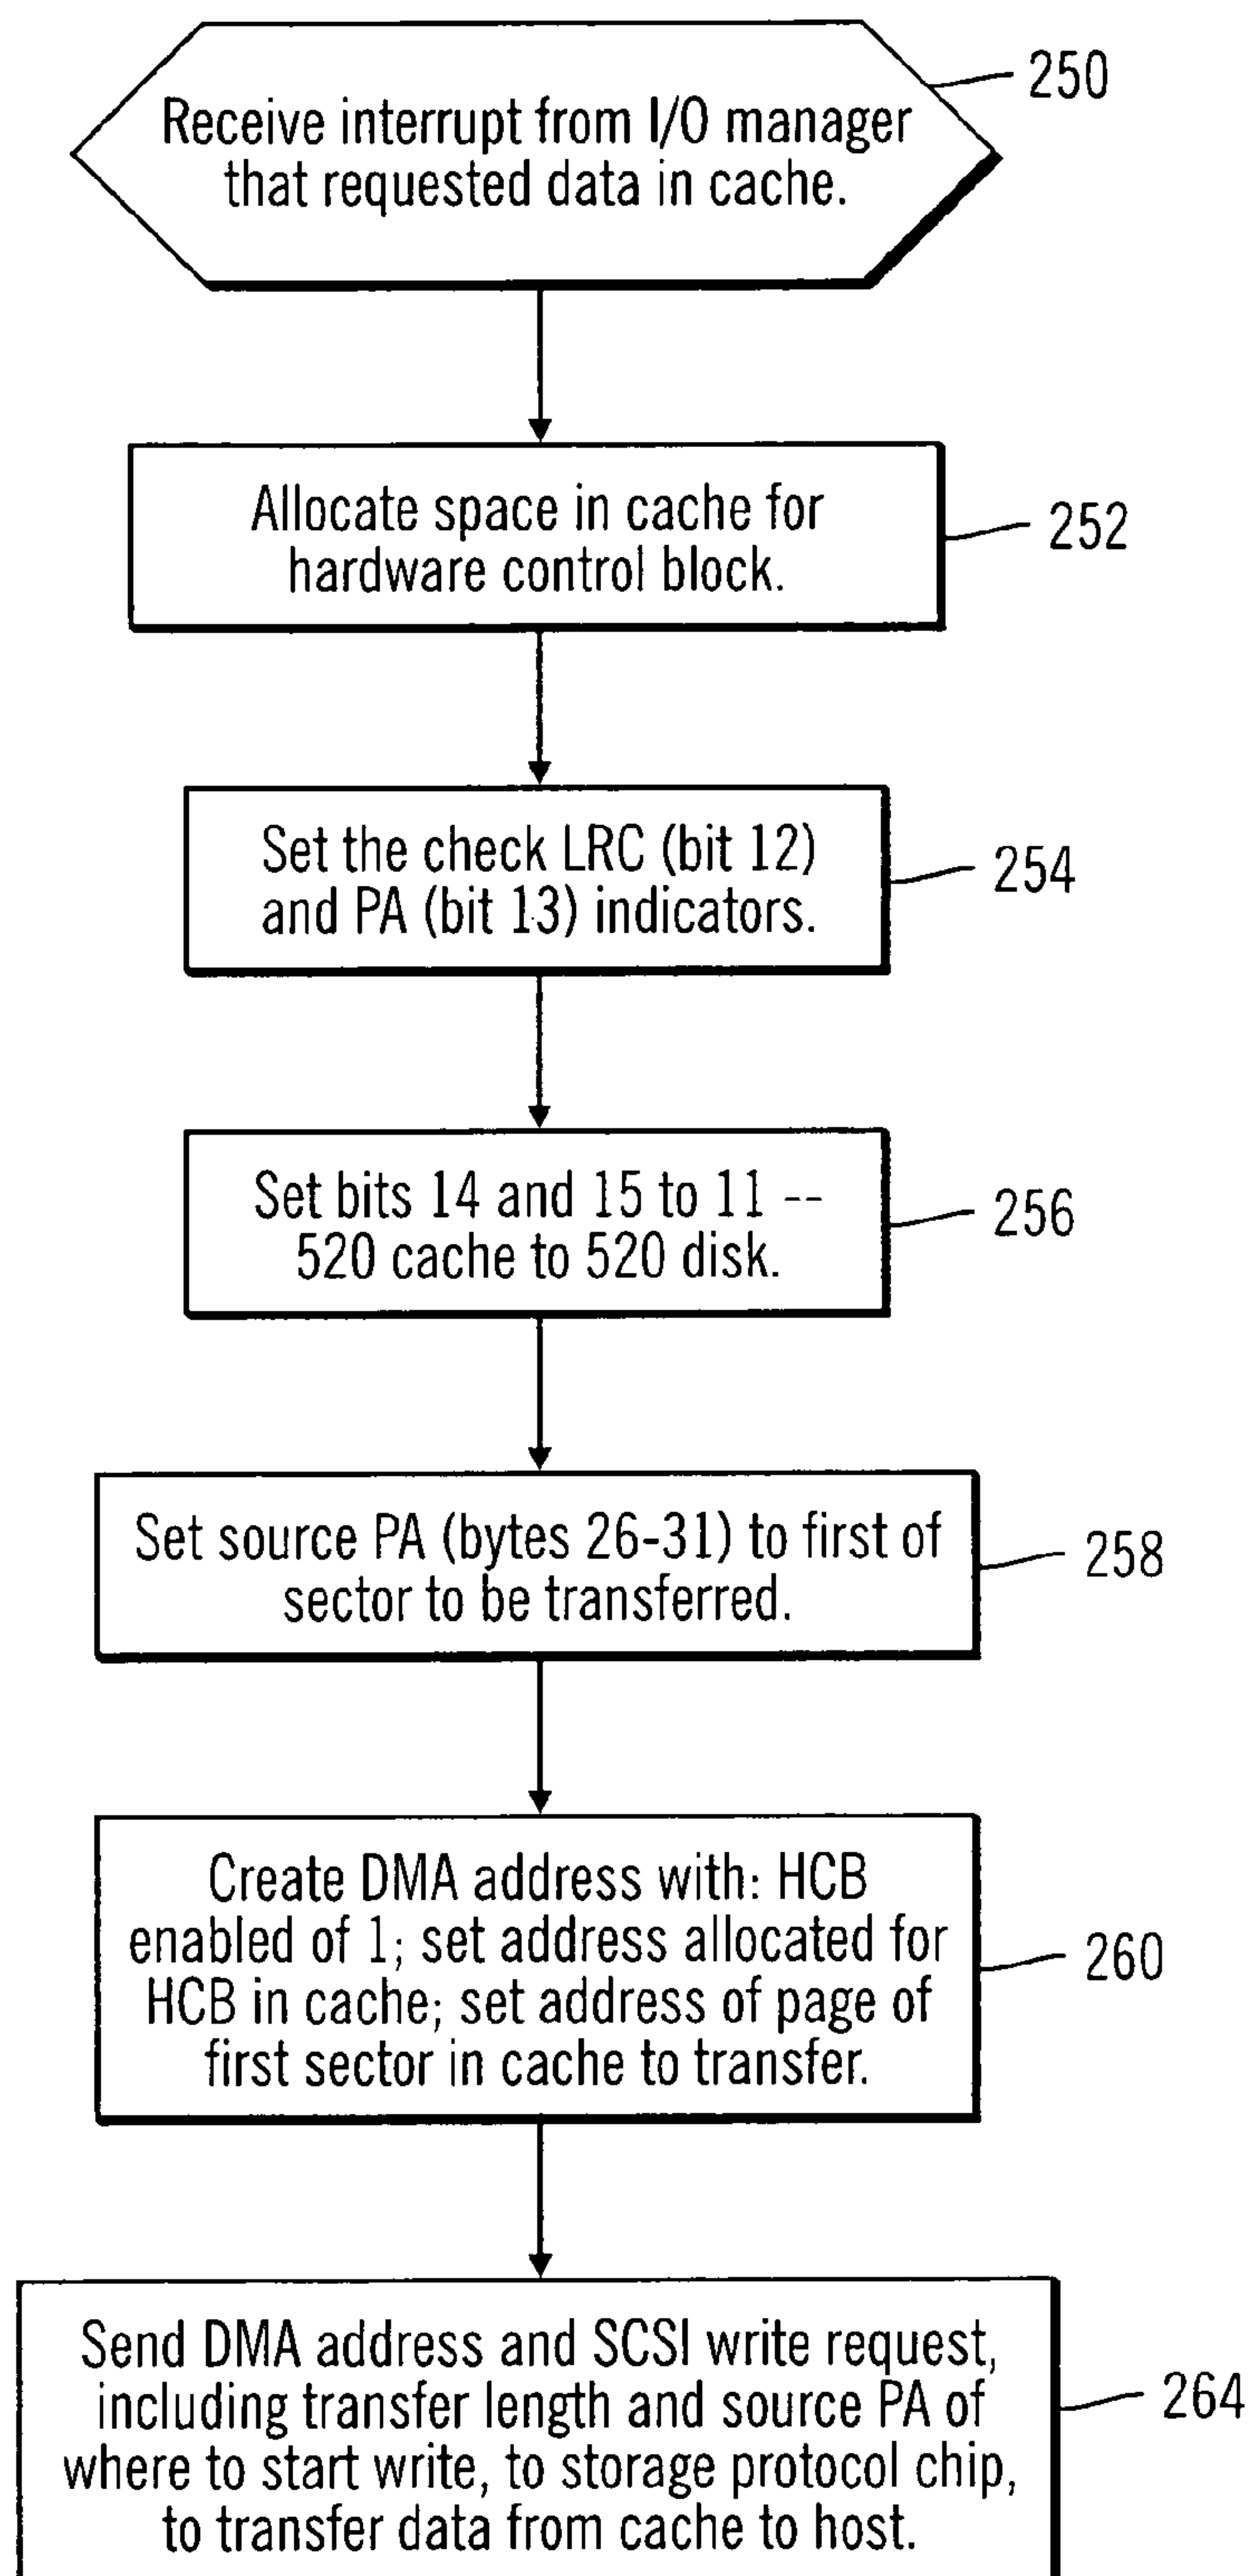 Receive interrupt from I/O manager
that requested data in cache.
250
Allocate space in cache for
hardware control block.
252
Set the check LRC (bit 12)
and PA (bit 13) indicators.
254
Set bits 14 and 15 to 11 --
520 cache to 520 disk.
256
Set source PA (bytes 26-31) to first of
sector to be transferred.
258
Create DMA address with: HCB
enabled of 1; set address allocated for
HCB in cache; set address of page of
first sector in cache to transfer.
260
Send DMA address and SCSI write request,
including transfer length and source PA of
where to start write, to storage protocol chip,
to transfer data from cache to host.
264